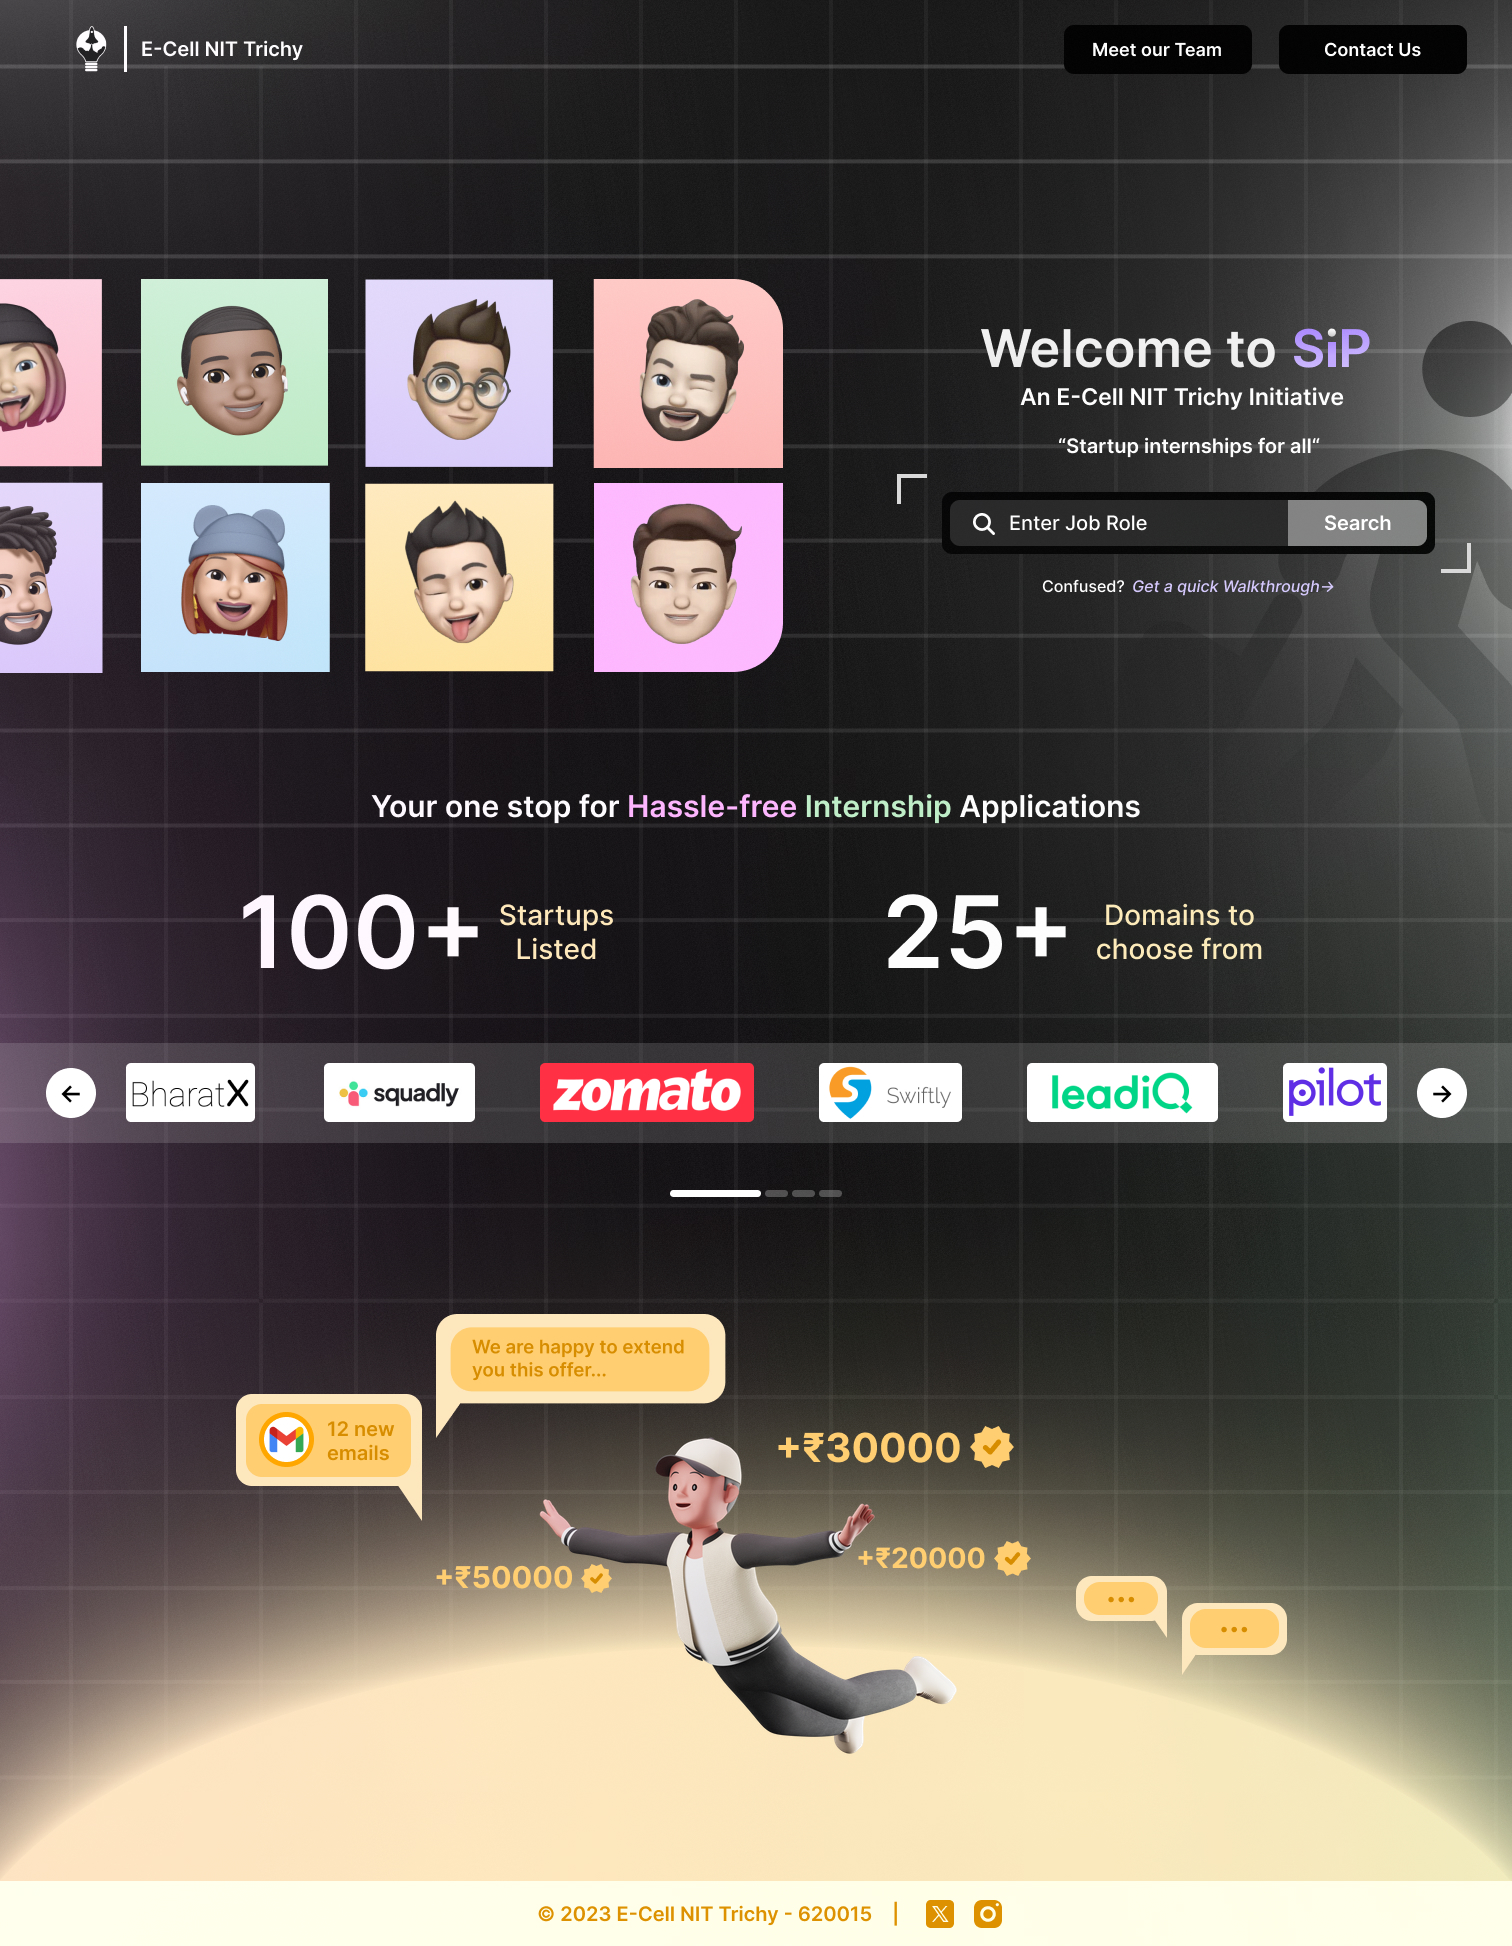 E-Cell NIT Trichy
Meet our Team
Contact Us
Welcome to SiP
An E-Cell NIT Trichy Initiative
“Startup internships for all“
Enter Job Role
Search
Confused? Get a quick Walkthrough→
Your one stop for Hassle-free Internship Applications
100+
Startups
Listed
25+
Domains to
choose from
BharatX
squadly
zomato
Swiftly
leadiQ
pilot
We are happy to extend
you this offer...
12 new
emails
+₹30000
+₹20000
+₹50000
© 2023 E-Cell NIT Trichy - 620015 |